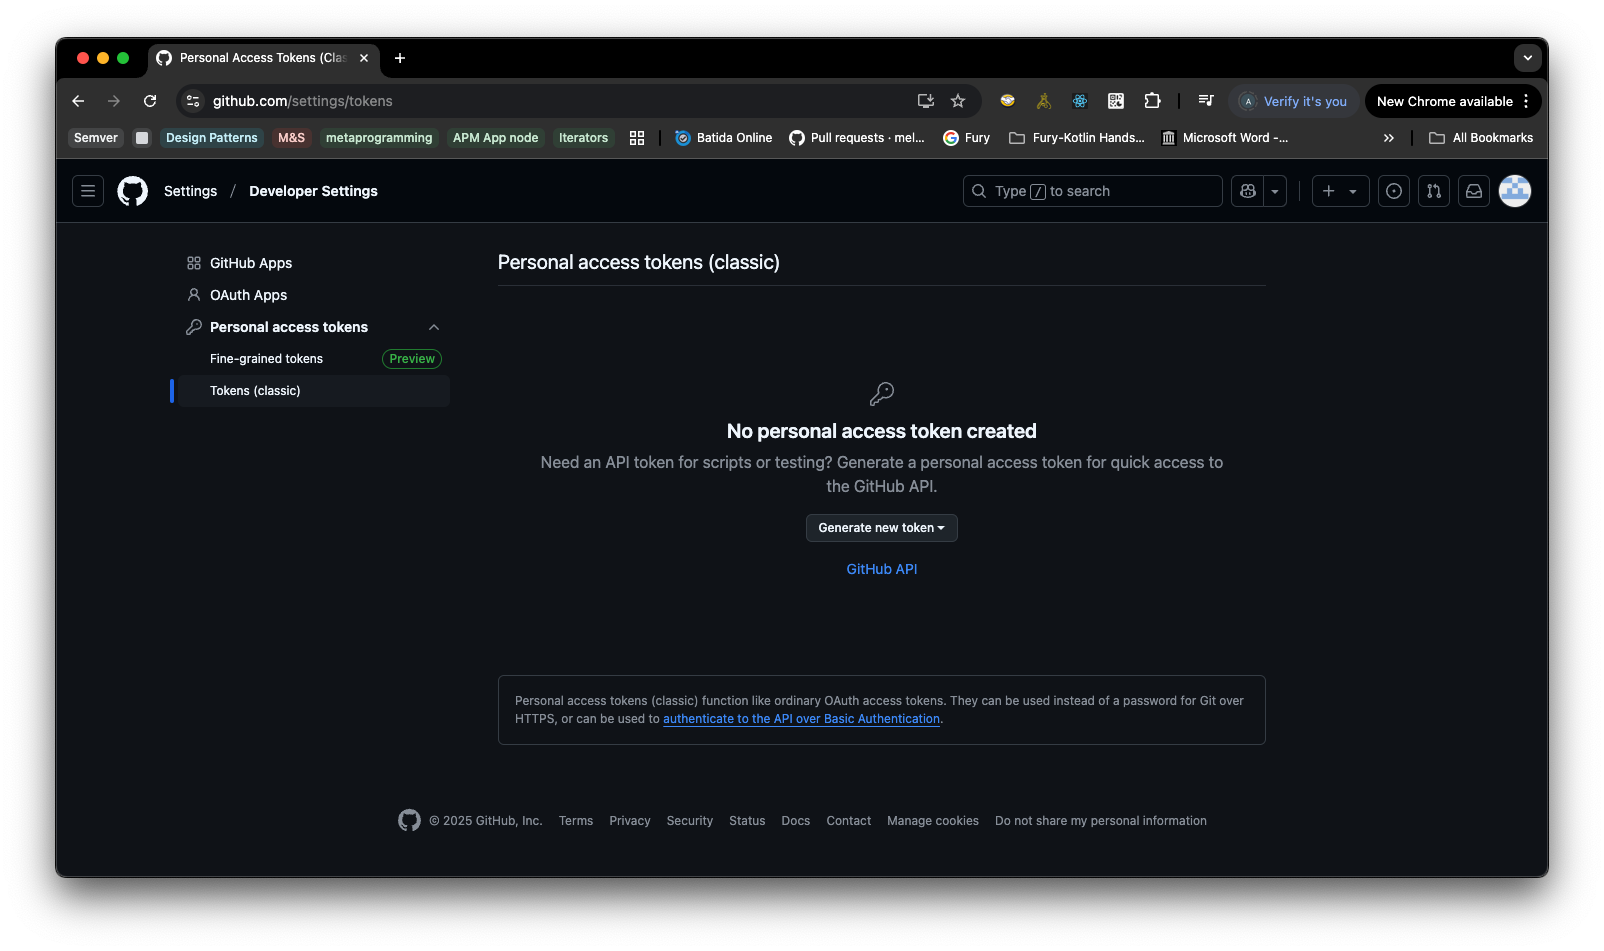 Personal Access Tokens (Clas
github.com/settings/tokens
Verify it's you
New Chrome available
Semver
Design Patterns
M&S
metaprogramming
APM App node
Iterators
Batida Online
Pull requests · mel...
Fury
Fury-Kotlin Hands...
Microsoft Word -...
All Bookmarks
Settings / Developer Settings
Type / to search
GitHub Apps
OAuth Apps
Personal access tokens
Fine-grained tokens
Preview
Tokens (classic)
Personal access tokens (classic)
No personal access token created
Need an API token for scripts or testing? Generate a personal access token for quick access to
the GitHub API.
Generate new token
GitHub API
Personal access tokens (classic) function like ordinary OAuth access tokens. They can be used instead of a password for Git over
HTTPS, or can be used to authenticate to the API over Basic Authentication.
© 2025 GitHub, Inc.
Terms
Privacy
Security
Status
Docs
Contact
Manage cookies
Do not share my personal information